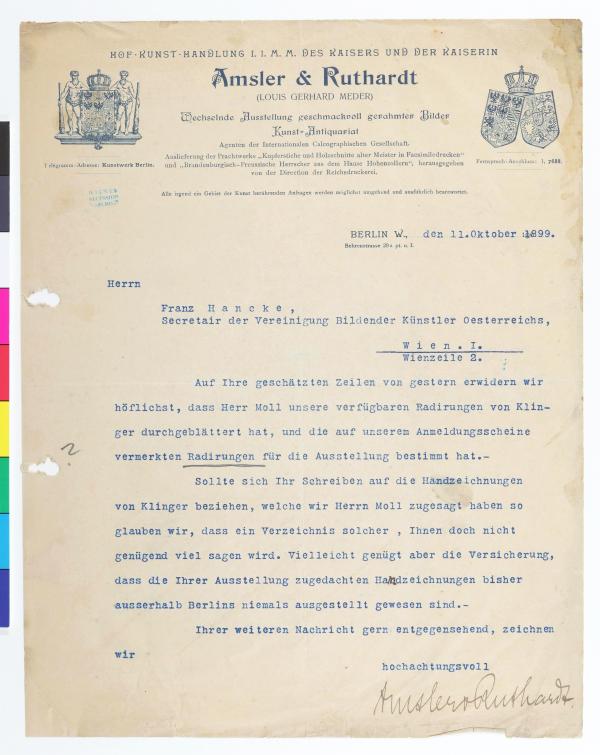 HOF-KUNST-HANDLUNG I. I. M. M. DES KAISERS UND DER KAISERIN
Amsler & Ruthardt
(LOUIS GERHARD MEDER)
Wechselnde Ausstellung geschmackvoll gerahmter Bilder
Kunst-Antiquariat
Agenten der Internationalen Calcographischen Gesellschaft.
Auslieferung der Prachtwerke „Kupferstiche und Holzschnitte alter Meister in Facsimiledrucken"
und „Brandenburgisch-Preussische Herrscher aus dem Hause Hohenzollern", herausgegeben
von der Direction der Reichsdruckerei.
Telegramm-Adresse: Kunstwerk Berlin.
Fernsprech-Anschluss: I, 7688.
Alle irgend ein Gebiet der Kunst berührenden Anfragen werden möglichst umgehend und ausführlich beantwortet.
WIENER
SECESSION
BERLIN W., den 11.Oktober 1899.
Behrenstrasse 29a pt. u. I.
Herrn
Franz H a n c k e ,
Secretair der Vereinigung Bildender Künstler Oesterreichs,
W i e n . I.
Wienzeile 2.
Auf Ihre geschätzten Zeilen von gestern erwidern wir
höflichst, dass Herr Moll unsere verfügbaren Radirungen von Klin-
ger durchgeblättert hat, und die auf unserem Anmeldungsscheine
? vermerkten Radirungen für die Ausstellung bestimmt hat.-
Sollte sich Ihr Schreiben auf die Handzeichnungen
von Klinger beziehen, welche wir Herrn Moll zugesagt haben so
glauben wir, dass ein Verzeichnis solcher , Ihnen doch nicht
genügend viel sagen wird. Vielleicht genügt aber die Versicherung,
dass die Ihrer Ausstellung zugedachten Handzeichnungen bisher
ausserhalb Berlins niemals ausgestellt gewesen sind.-
Ihrer weiteren Nachricht gern entgegensehend, zeichnen
wir
hochachtungsvoll
Amsler & Ruthardt.